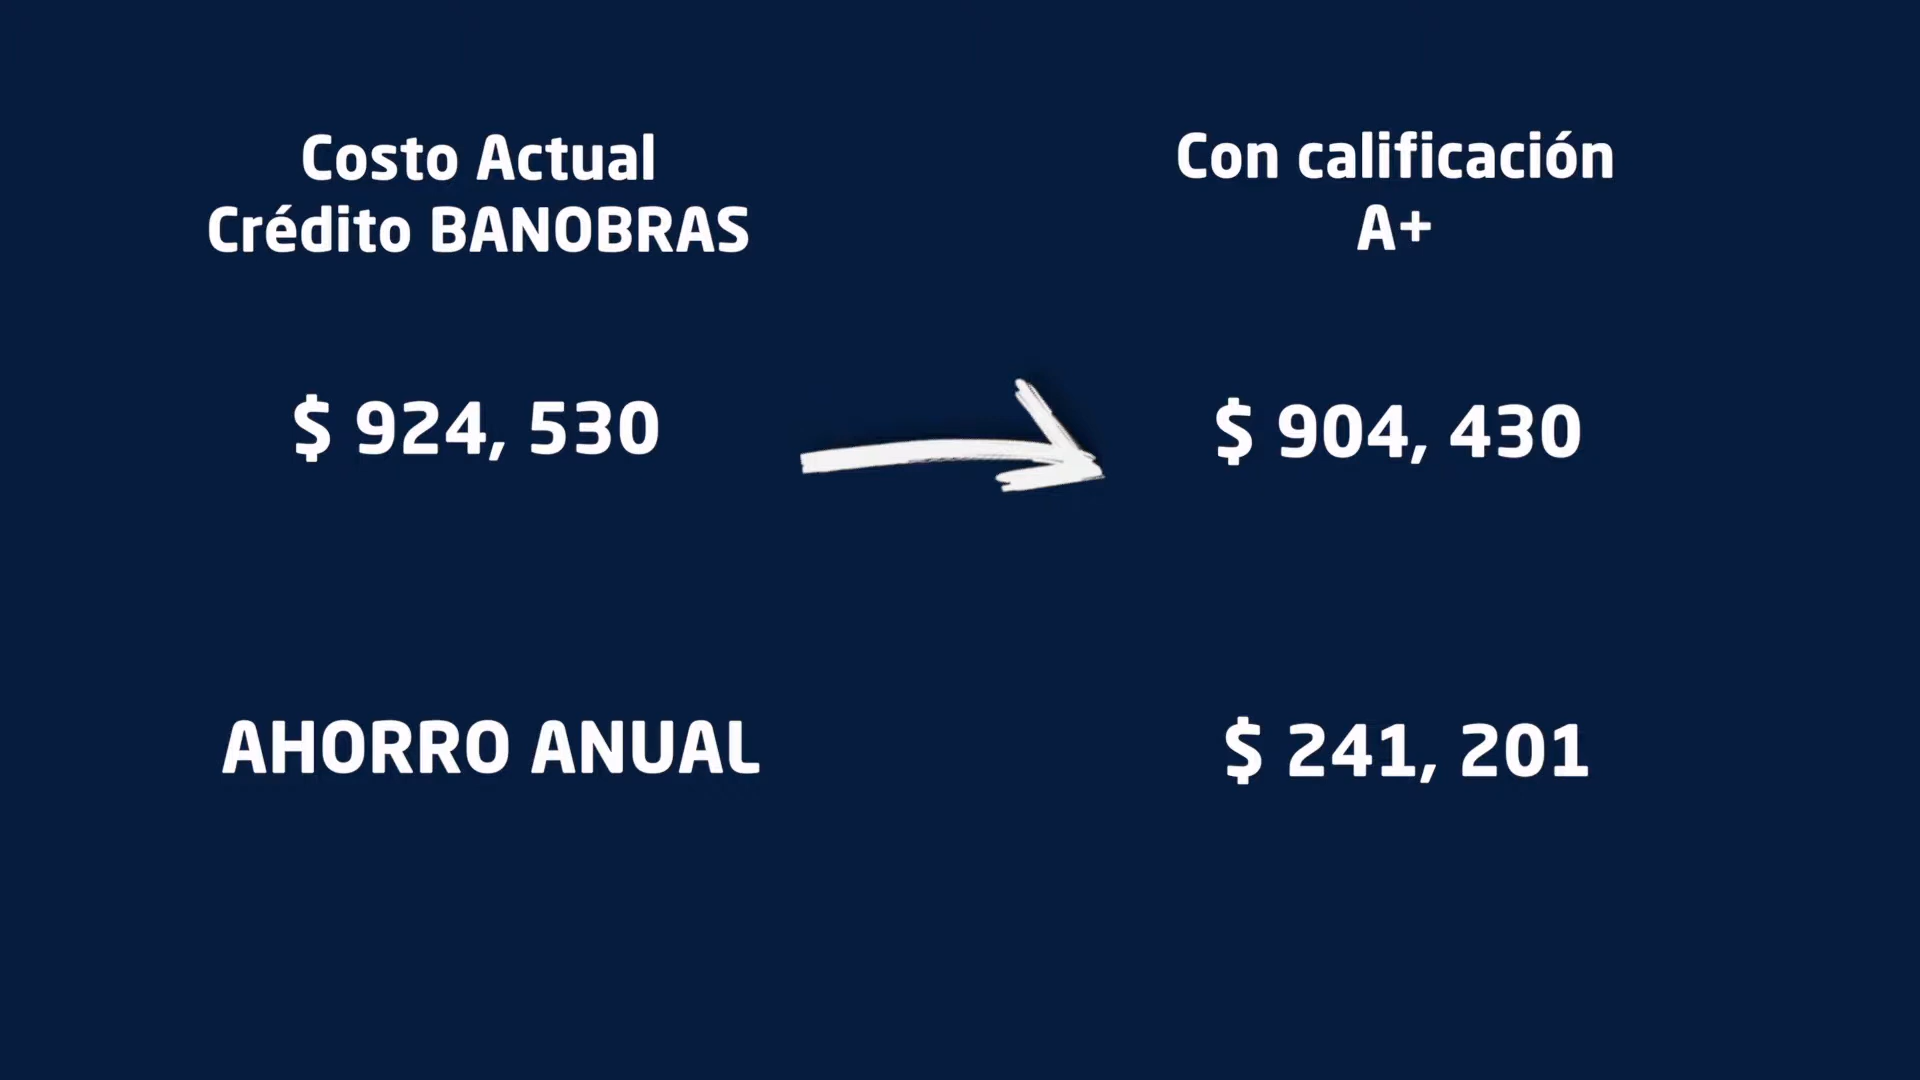 Costo Actual
Crédito BANOBRAS
Con calificación
A+
$ 924, 530
$ 904, 430
AHORRO ANUAL
$ 241, 201